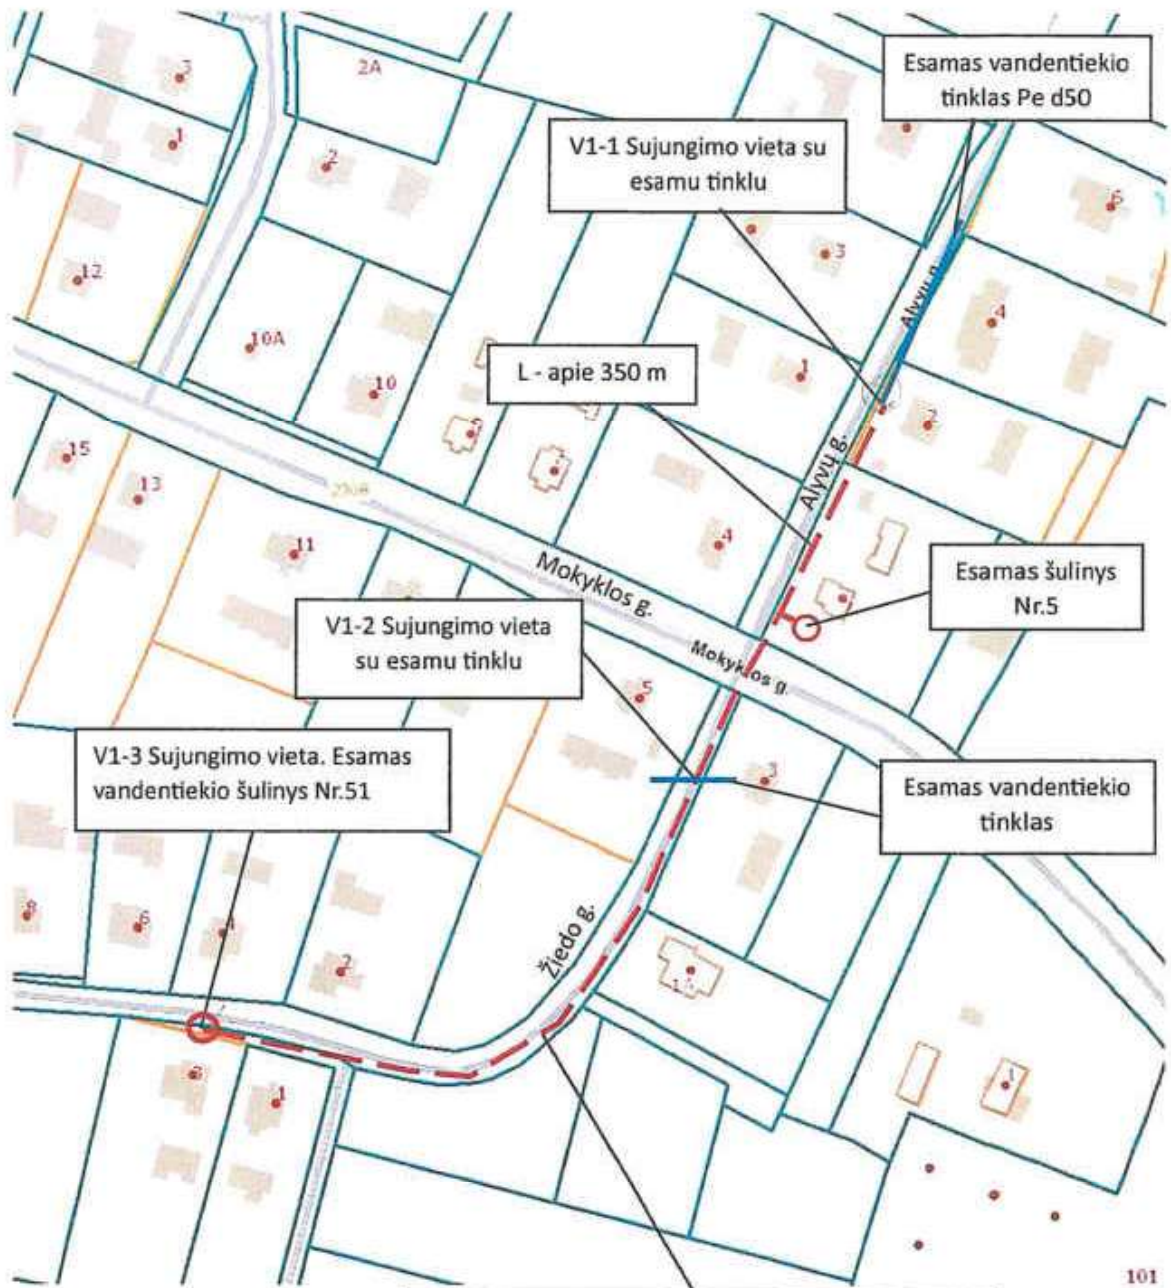 2A
Esamas vandentiekio
tinklas Pe d50
3
1
V1-1 Sujungimo vieta su
esamu tinklu
2
6
3
12
Alyvų g.
4
10A
L - apie 350 m
1
10
2
15
13
Alyvų g.
11
4
Mokyklos g.
Esamas šulinys
Nr.5
V1-2 Sujungimo vieta
su esamu tinklu
Mokyklos g.
5
V1-3 Sujungimo vieta. Esamas
vandentiekio šulinys Nr.51
3
Esamas vandentiekio
tinklas
8
6
4
2
Žiedo g.
1
3
1
1
101